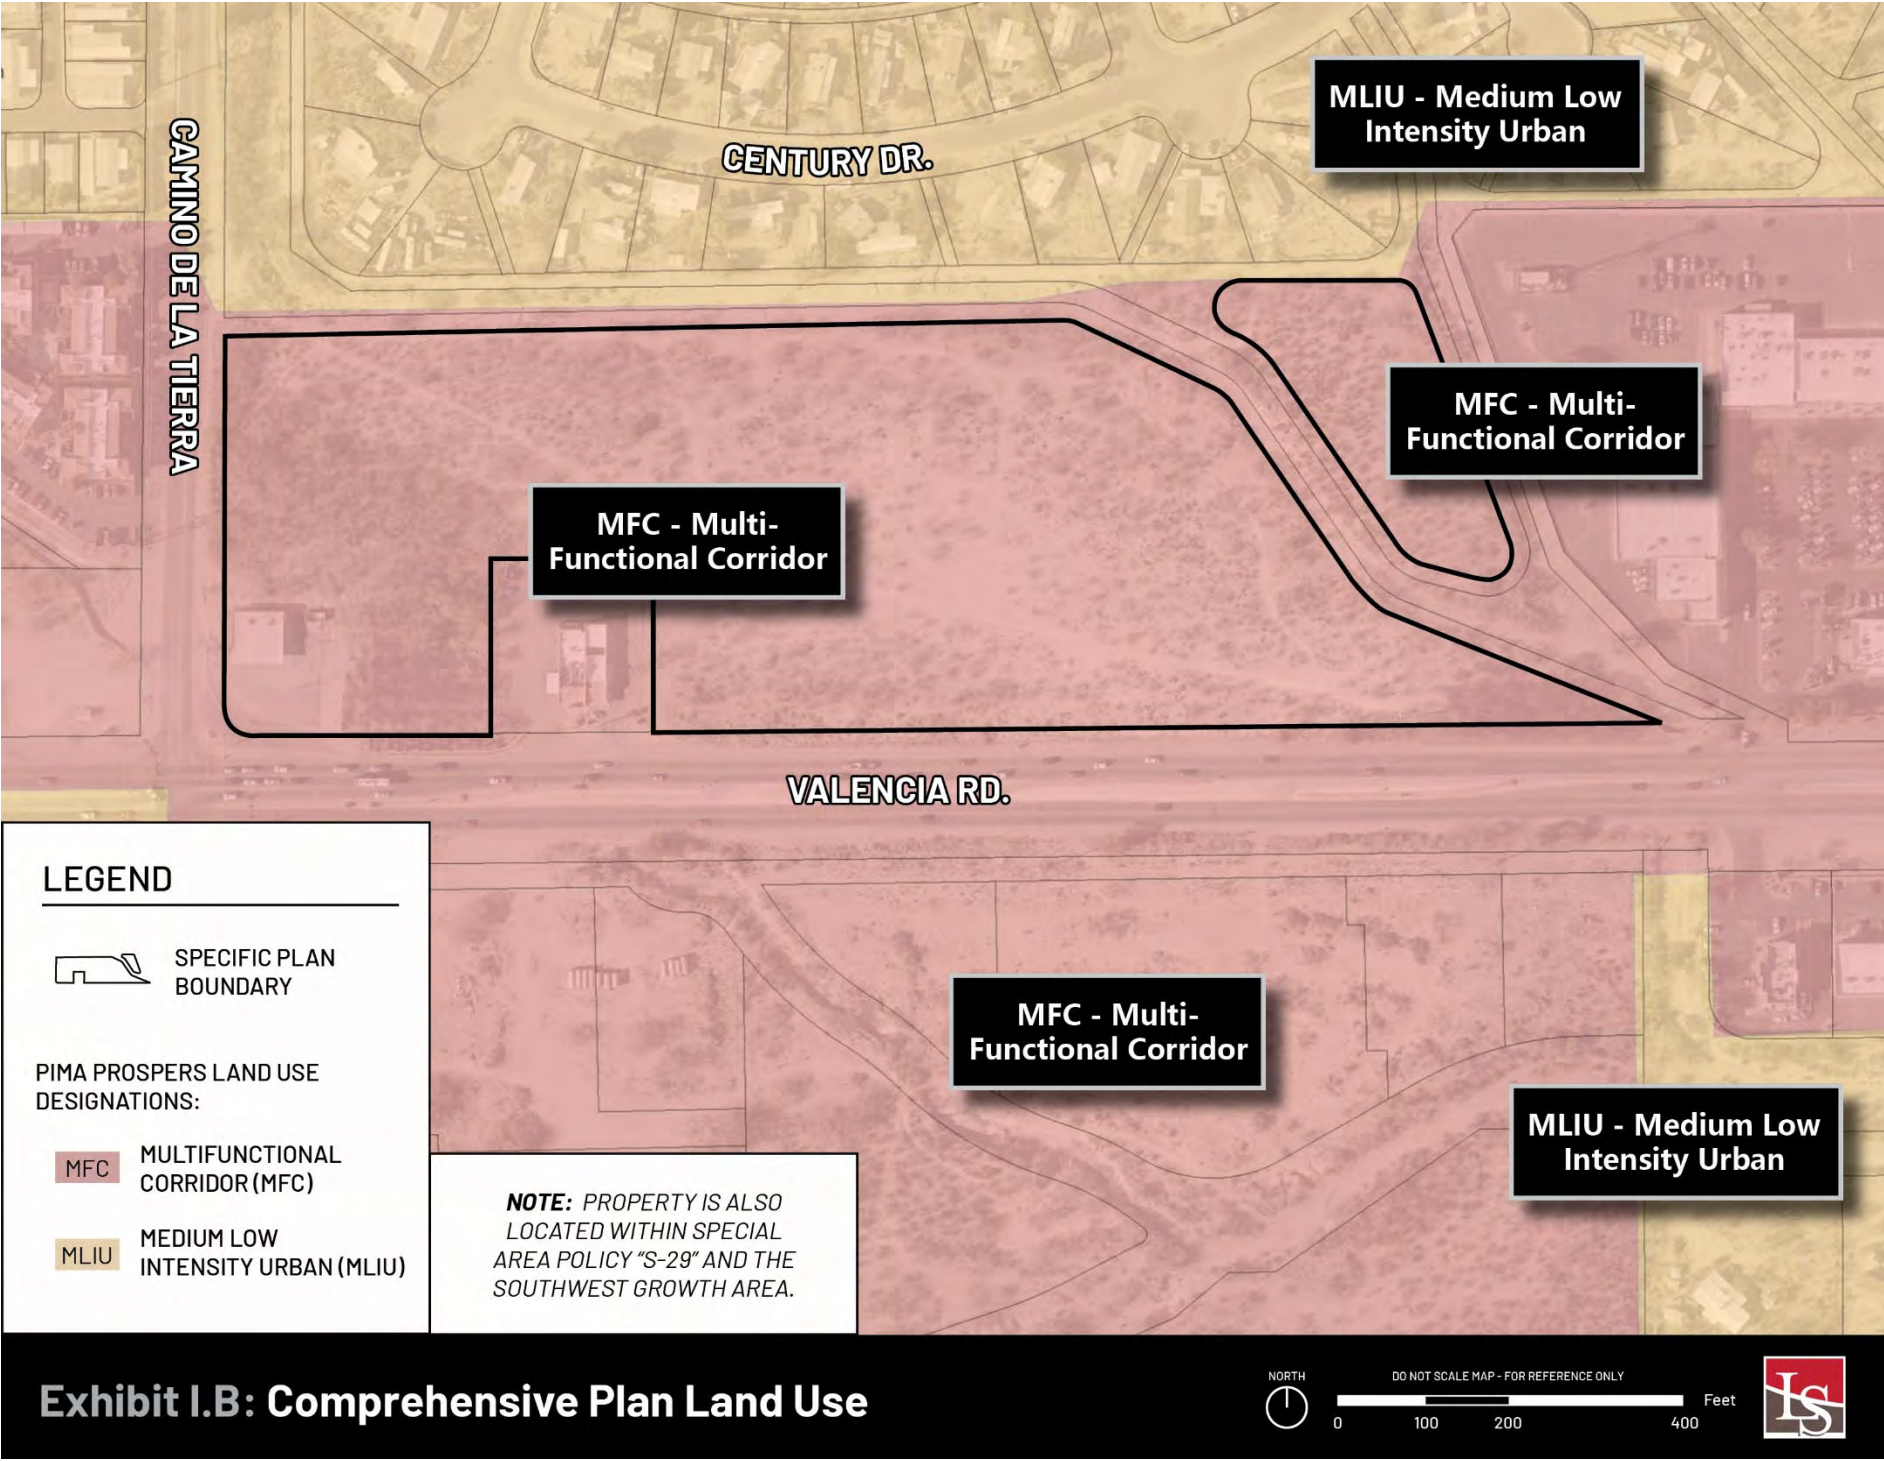 MLIU - Medium Low
Intensity Urban
CENTURY DR.
CAMINO DE LA TIERRA
MFC - Multi-
Functional Corridor
MFC - Multi-
Functional Corridor
VALENCIA RD.
MFC - Multi-
Functional Corridor
MLIU - Medium Low
Intensity Urban
LEGEND
SPECIFIC PLAN
BOUNDARY
PIMA PROSPERS LAND USE
DESIGNATIONS:
MFC
MULTIFUNCTIONAL
CORRIDOR (MFC)
MLIU
MEDIUM LOW
INTENSITY URBAN (MLIU)
NOTE: PROPERTY IS ALSO
LOCATED WITHIN SPECIAL
AREA POLICY “S-29” AND THE
SOUTHWEST GROWTH AREA.
Exhibit I.B: Comprehensive Plan Land Use
NORTH
DO NOT SCALE MAP - FOR REFERENCE ONLY
Feet
0 100 200 400
LS